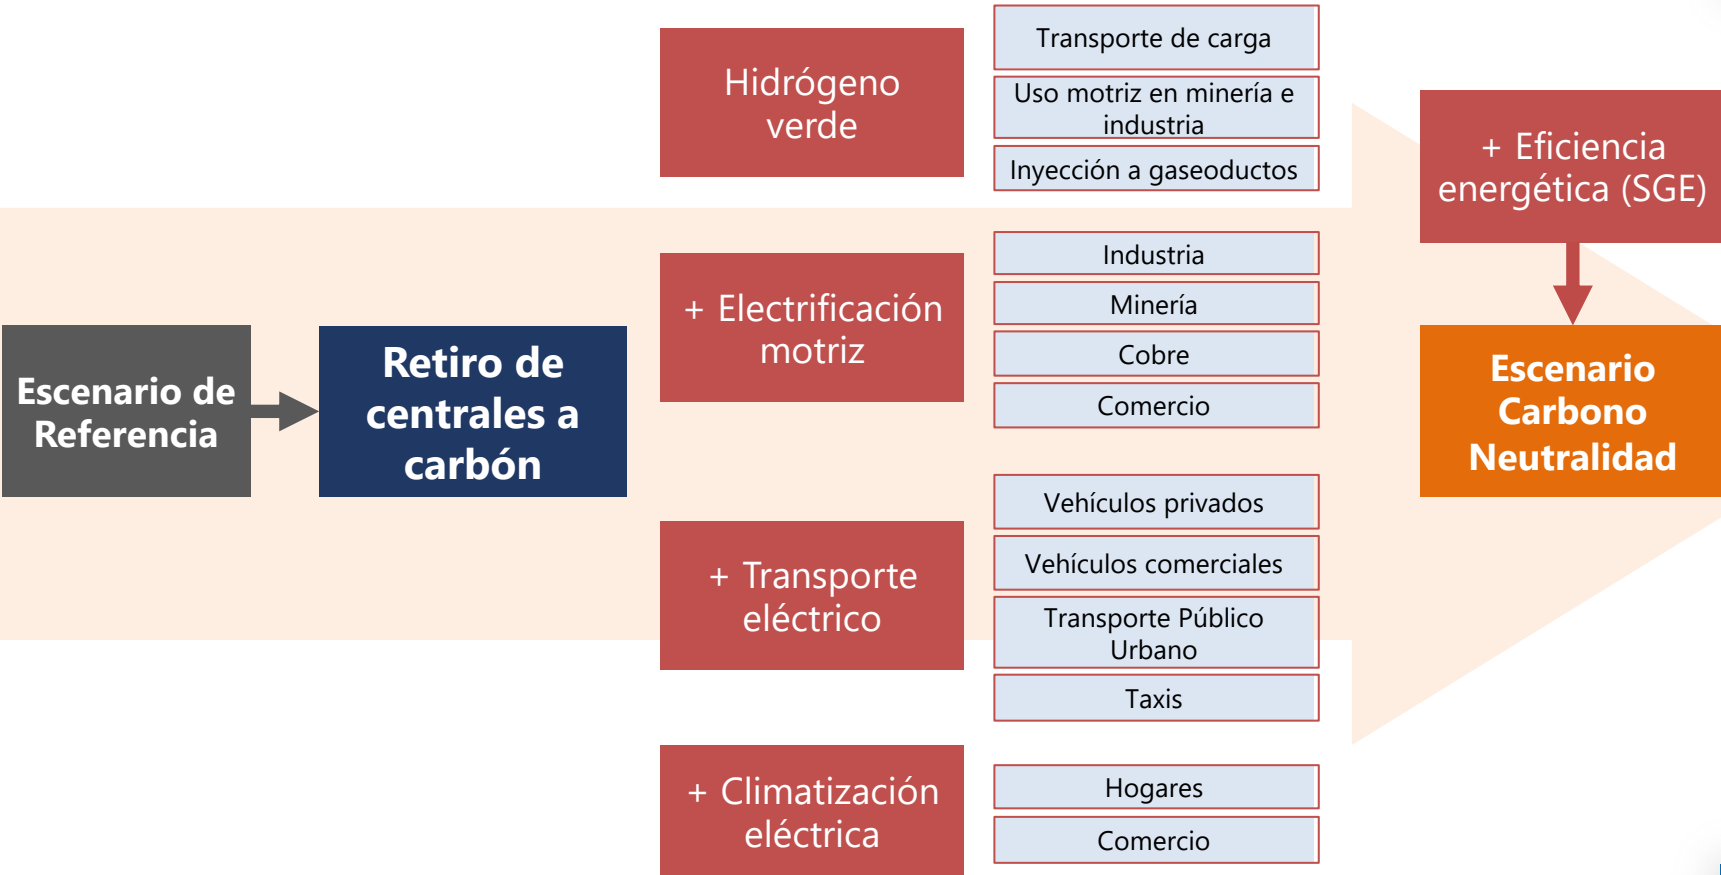 Escenario de
Referencia
Retiro de
centrales a
carbón
Hidrógeno
verde
Transporte de carga
Uso motriz en minería e
industria
Inyección a gaseoductos
+ Electrificación
motriz
Industria
Minería
Cobre
Comercio
+ Transporte
eléctrico
Vehículos privados
Vehículos comerciales
Transporte Público
Urbano
Taxis
+ Climatización
eléctrica
Hogares
Comercio
+ Eficiencia
energética (SGE)
Escenario
Carbono
Neutralidad